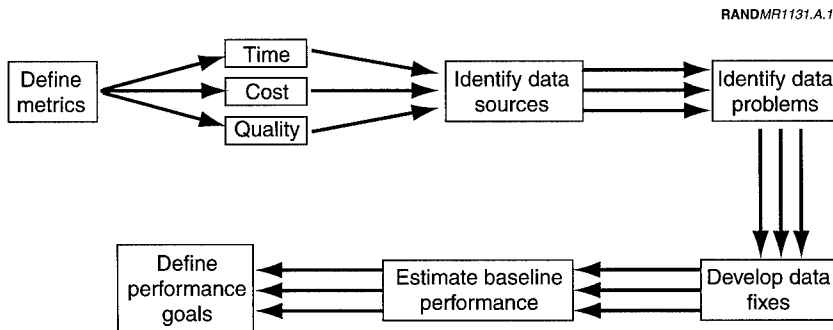 RANDMR1131.A.1
Define
metrics
Time
Cost
Quality
Identify data
sources
Identify data
problems
Develop data
fixes
Estimate baseline
performance
Define
performance
goals